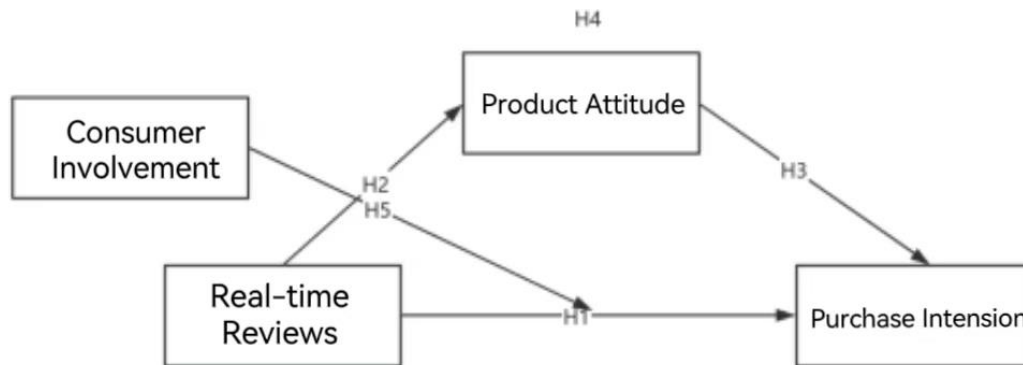 H4
Product Attitude
Consumer
Involvement
H2
H3
H5
Real-time
Reviews
H1
Purchase Intension